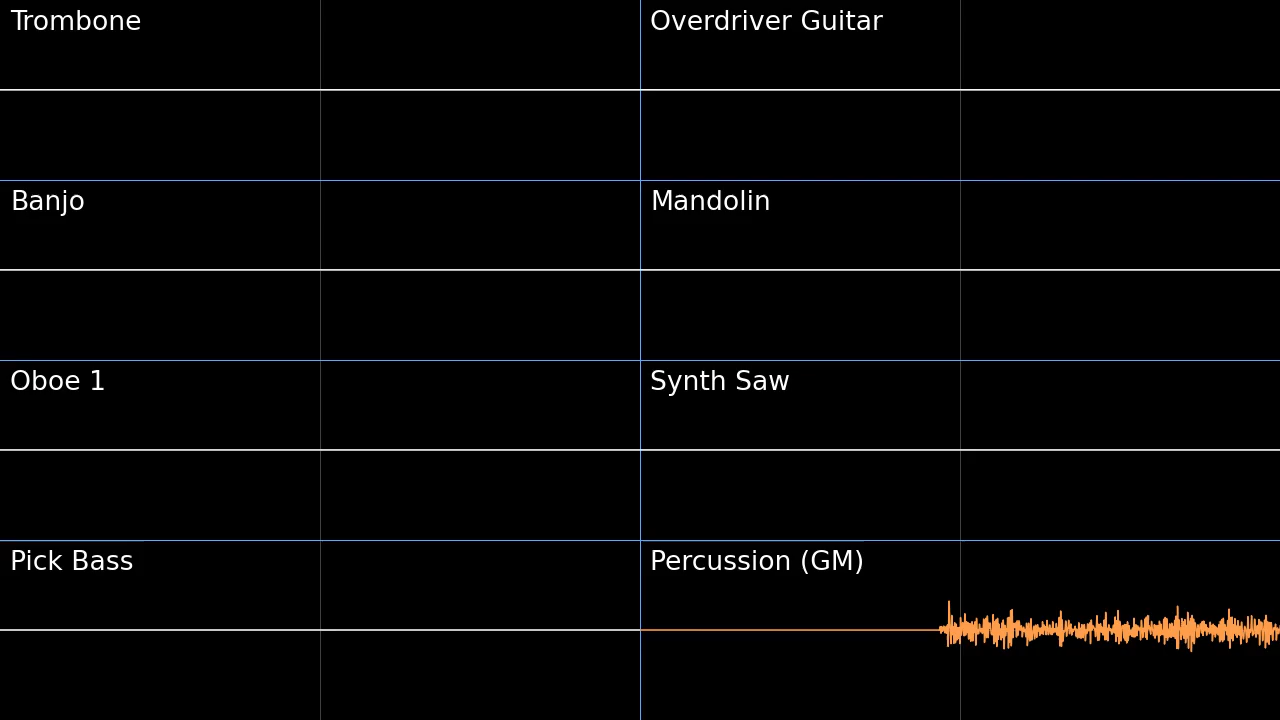 Trombone
Overdriver Guitar
Banjo
Mandolin
Oboe 1
Synth Saw
Pick Bass
Percussion (GM)